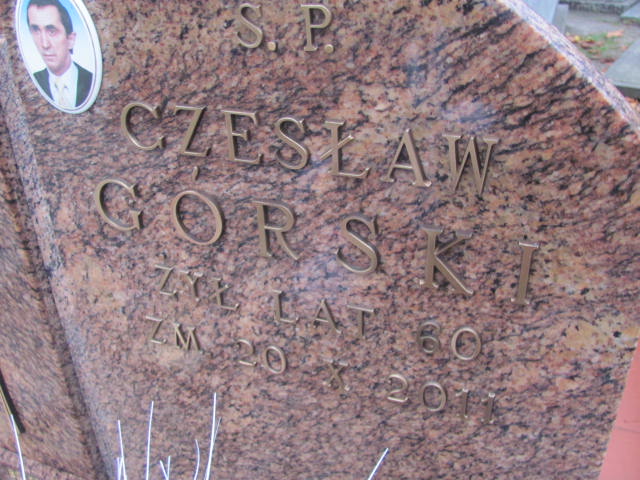 S. P.
CZESŁAW
GÓRSKI
ŻYŁ LAT 60
ZM. 20 X 2011